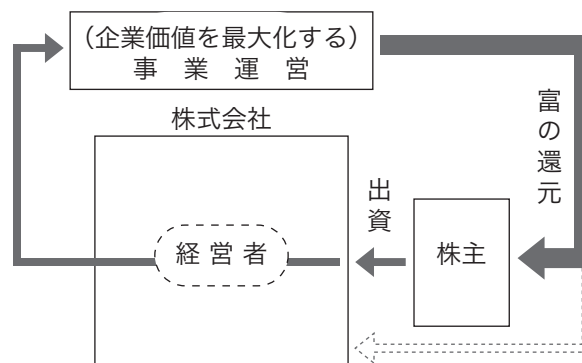 （企業価値を最大化する）
事業運営
株式会社
富の還元
出資
経営者
株主